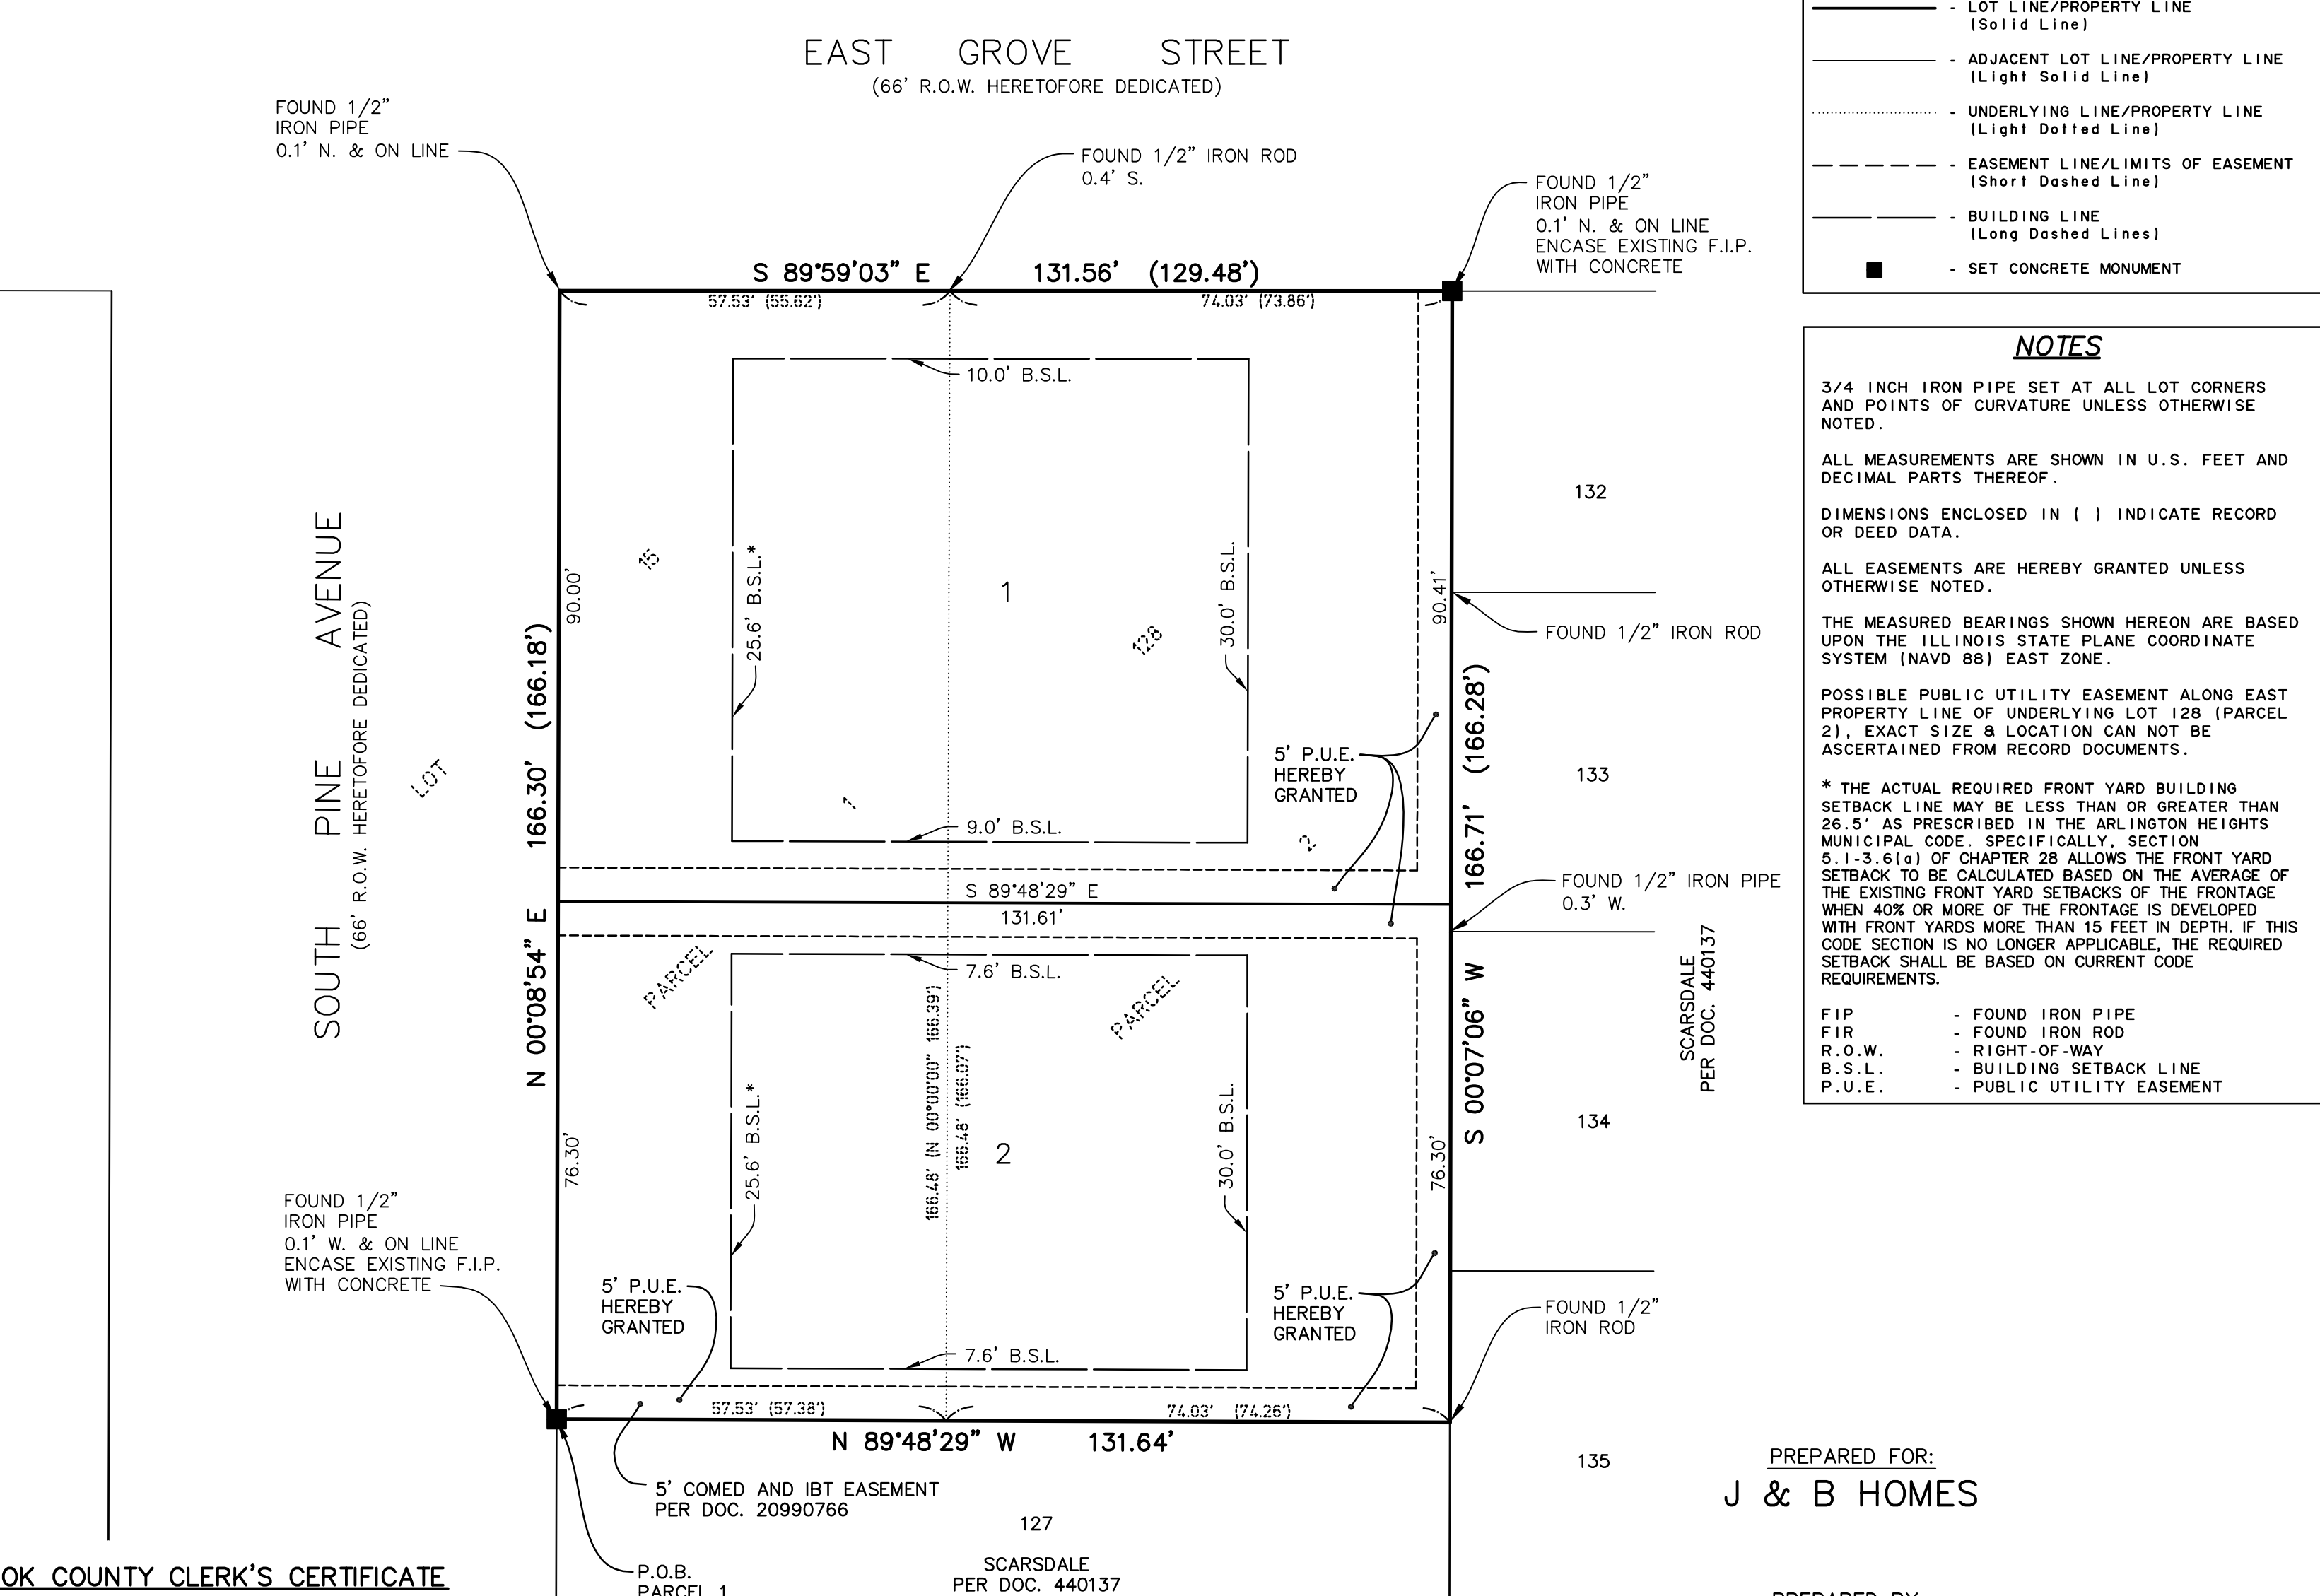 EAST GROVE STREET
(66' R.O.W. HERETOFORE DEDICATED)
FOUND 1/2"
IRON PIPE
0.1' N. & ON LINE
FOUND 1/2" IRON ROD
0.4' S.
FOUND 1/2"
IRON PIPE
0.1' N. & ON LINE
ENCASE EXISTING F.I.P.
WITH CONCRETE
S 89°59'03" E 131.56' (129.48')
57.53' (55.62')
74.03' (73.86')
10.0' B.S.L.
SOUTH PINE AVENUE
(66' R.O.W. HERETOFORE DEDICATED)
LOT
N 00°08'54" E 166.30' (166.18')
90.00'
15
25.6' B.S.L.*
1
128
30.0' B.S.L.
90.41'
132
FOUND 1/2" IRON ROD
S 00°07'06" W 166.71' (166.28')
5' P.U.E.
HEREBY
GRANTED
133
1
9.0' B.S.L.
2
S 89°48'29" E
131.61'
FOUND 1/2" IRON PIPE
0.3' W.
PARCEL
7.6' B.S.L.
PARCEL
SCARSDALE
PER DOC. 440137
166.48' (N 00°00'00" 166.39')
166.48' (166.07')
76.30'
25.6' B.S.L.*
2
30.0' B.S.L.
76.30'
134
FOUND 1/2"
IRON PIPE
0.1' W. & ON LINE
ENCASE EXISTING F.I.P.
WITH CONCRETE
5' P.U.E.
HEREBY
GRANTED
5' P.U.E.
HEREBY
GRANTED
FOUND 1/2"
IRON ROD
7.6' B.S.L.
57.53' (57.38')
74.03' (74.26')
N 89°48'29" W 131.64'
135
5' COMED AND IBT EASEMENT
PER DOC. 20990766
127
SCARSDALE
PER DOC. 440137
P.O.B.
PARCEL 1
OK COUNTY CLERK'S CERTIFICATE
- LOT LINE/PROPERTY LINE
(Solid Line)
- ADJACENT LOT LINE/PROPERTY LINE
(Light Solid Line)
- UNDERLYING LINE/PROPERTY LINE
(Light Dotted Line)
- EASEMENT LINE/LIMITS OF EASEMENT
(Short Dashed Line)
- BUILDING LINE
(Long Dashed Lines)
- SET CONCRETE MONUMENT
NOTES
3/4 INCH IRON PIPE SET AT ALL LOT CORNERS
AND POINTS OF CURVATURE UNLESS OTHERWISE
NOTED.
ALL MEASUREMENTS ARE SHOWN IN U.S. FEET AND
DECIMAL PARTS THEREOF.
DIMENSIONS ENCLOSED IN ( ) INDICATE RECORD
OR DEED DATA.
ALL EASEMENTS ARE HEREBY GRANTED UNLESS
OTHERWISE NOTED.
THE MEASURED BEARINGS SHOWN HEREON ARE BASED
UPON THE ILLINOIS STATE PLANE COORDINATE
SYSTEM (NAVD 88) EAST ZONE.
POSSIBLE PUBLIC UTILITY EASEMENT ALONG EAST
PROPERTY LINE OF UNDERLYING LOT 128 (PARCEL
2), EXACT SIZE & LOCATION CAN NOT BE
ASCERTAINED FROM RECORD DOCUMENTS.
* THE ACTUAL REQUIRED FRONT YARD BUILDING
SETBACK LINE MAY BE LESS THAN OR GREATER THAN
26.5' AS PRESCRIBED IN THE ARLINGTON HEIGHTS
MUNICIPAL CODE. SPECIFICALLY, SECTION
5.1-3.6(a) OF CHAPTER 28 ALLOWS THE FRONT YARD
SETBACK TO BE CALCULATED BASED ON THE AVERAGE OF
THE EXISTING FRONT YARD SETBACKS OF THE FRONTAGE
WHEN 40% OR MORE OF THE FRONTAGE IS DEVELOPED
WITH FRONT YARDS MORE THAN 15 FEET IN DEPTH. IF THIS
CODE SECTION IS NO LONGER APPLICABLE, THE REQUIRED
SETBACK SHALL BE BASED ON CURRENT CODE
REQUIREMENTS.
FIP - FOUND IRON PIPE
FIR - FOUND IRON ROD
R.O.W. - RIGHT-OF-WAY
B.S.L. - BUILDING SETBACK LINE
P.U.E. - PUBLIC UTILITY EASEMENT
PREPARED FOR:
J & B HOMES
PREPARED BY